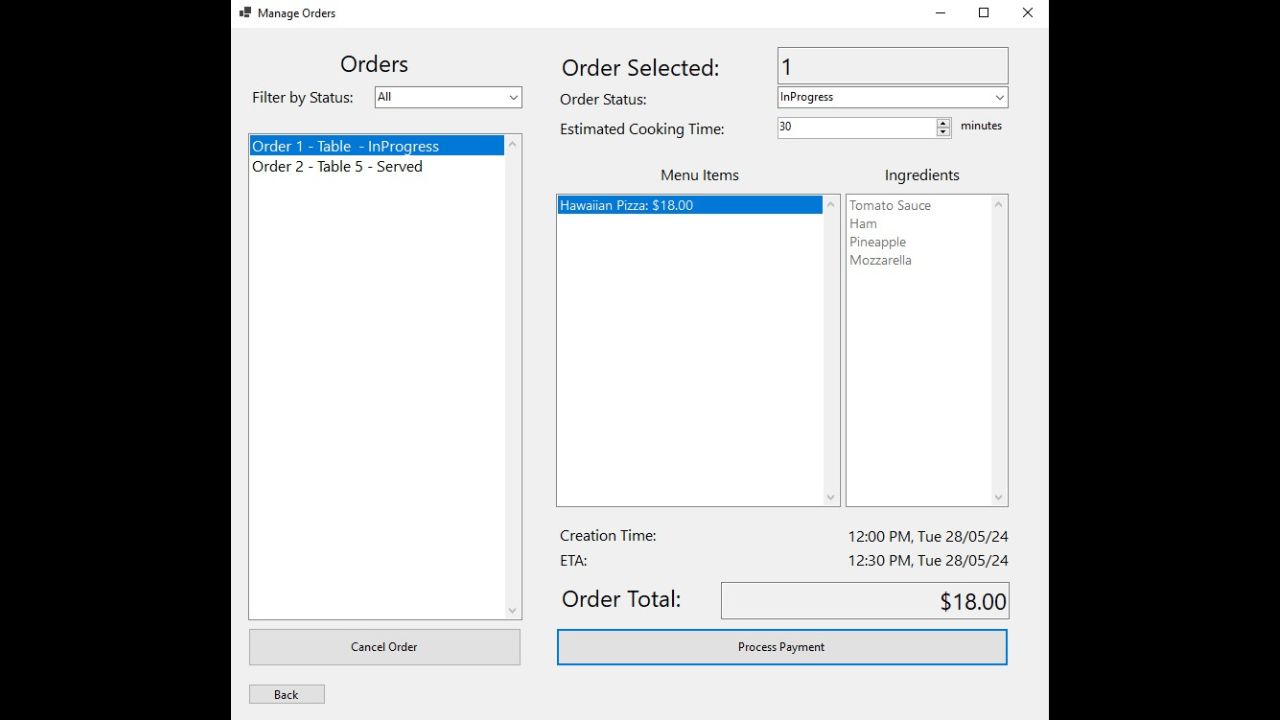 Manage Orders
Orders
Filter by Status: All
Order 1 - Table  - InProgress
Order 2 - Table 5 - Served
Cancel Order
Back
Order Selected: 1
Order Status: InProgress
Estimated Cooking Time: 30 minutes
Menu Items
Hawaiian Pizza: $18.00
Ingredients
Tomato Sauce
Ham
Pineapple
Mozzarella
Creation Time: 12:00 PM, Tue 28/05/24
ETA: 12:30 PM, Tue 28/05/24
Order Total: $18.00
Process Payment